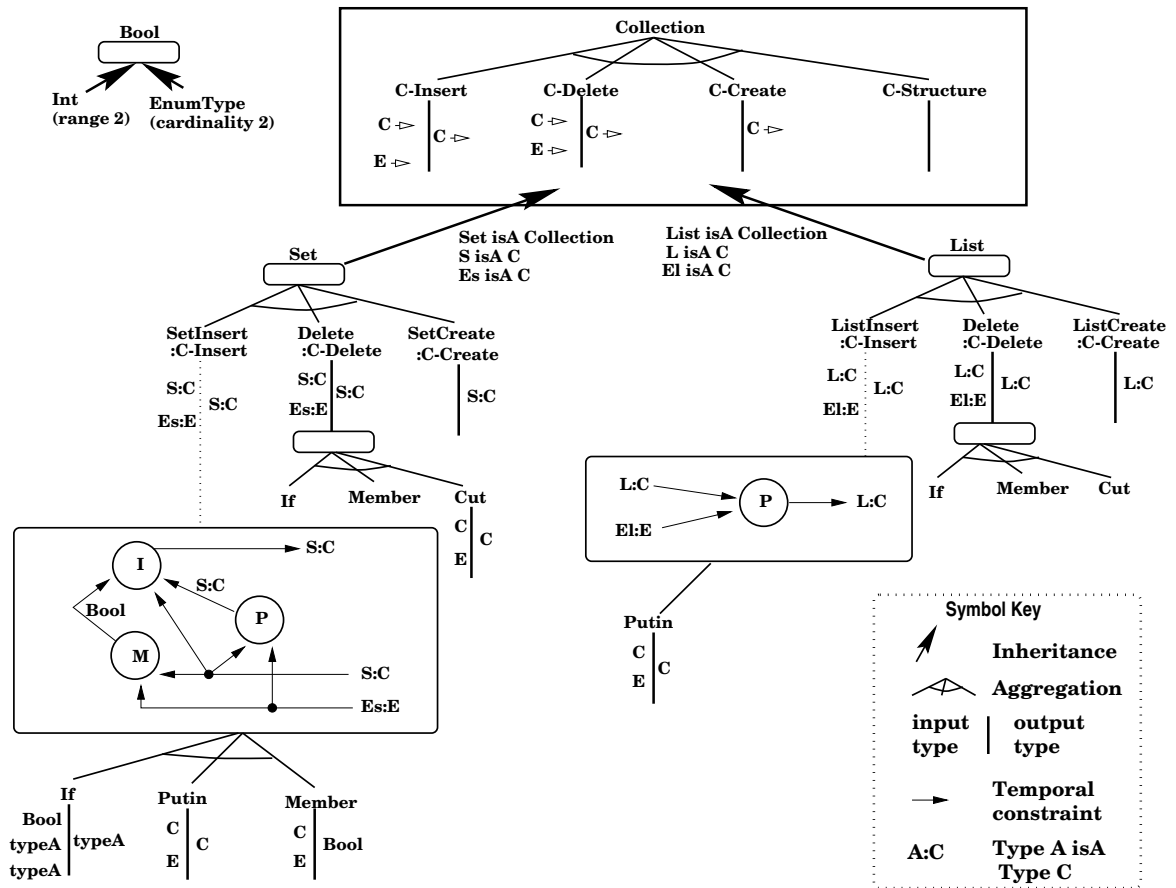 Bool
Int
(range 2)
EnumType
(cardinality 2)
Collection
C-Insert
C-Delete
C-Create
C-Structure
C
E
C
C
E
C
C
Set isA Collection
S isA C
Es isA C
List isA Collection
L isA C
El isA C
Set
SetInsert
:C-Insert
Delete
:C-Delete
SetCreate
:C-Create
S:C
Es:E
S:C
S:C
Es:E
S:C
S:C
If
Member
Cut
C
E
C
List
ListInsert
:C-Insert
Delete
:C-Delete
ListCreate
:C-Create
L:C
El:E
L:C
L:C
El:E
L:C
L:C
If
Member
Cut
L:C
El:E
P
L:C
Putin
C
E
C
I
S:C
S:C
Bool
P
M
S:C
Es:E
If
Bool
typeA
typeA
typeA
Putin
C
E
C
Member
C
E
Bool
Symbol Key
Inheritance
Aggregation
input
type
output
type
Temporal
constraint
A:C
Type A isA
Type C